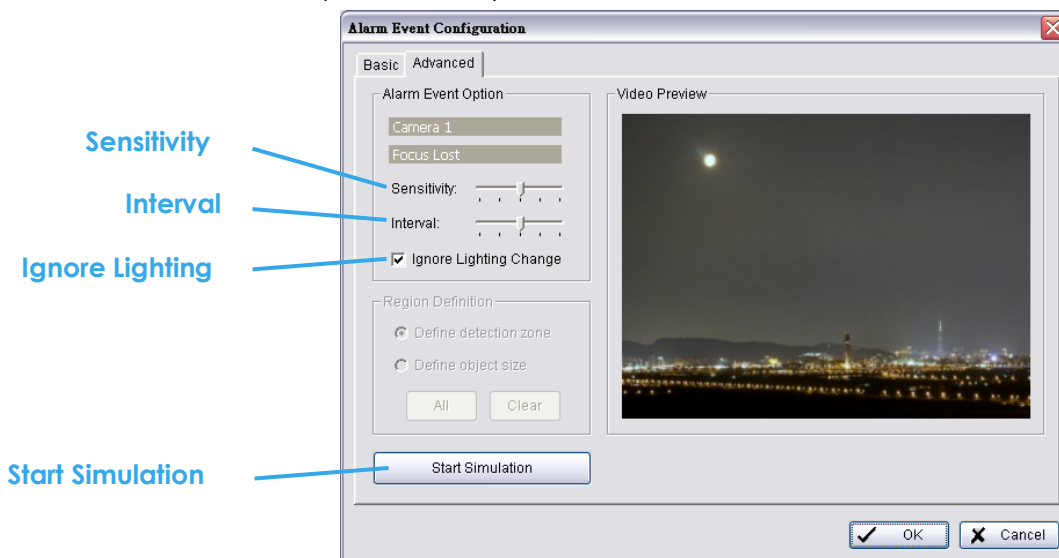 Alarm Event Configuration
Basic
Advanced
Alarm Event Option
Camera 1
Focus Lost
Sensitivity:
Interval:
Ignore Lighting Change
Region Definition
Define detection zone
Define object size
All
Clear
Start Simulation
Video Preview
OK
Cancel
Sensitivity
Interval
Ignore Lighting
Start Simulation